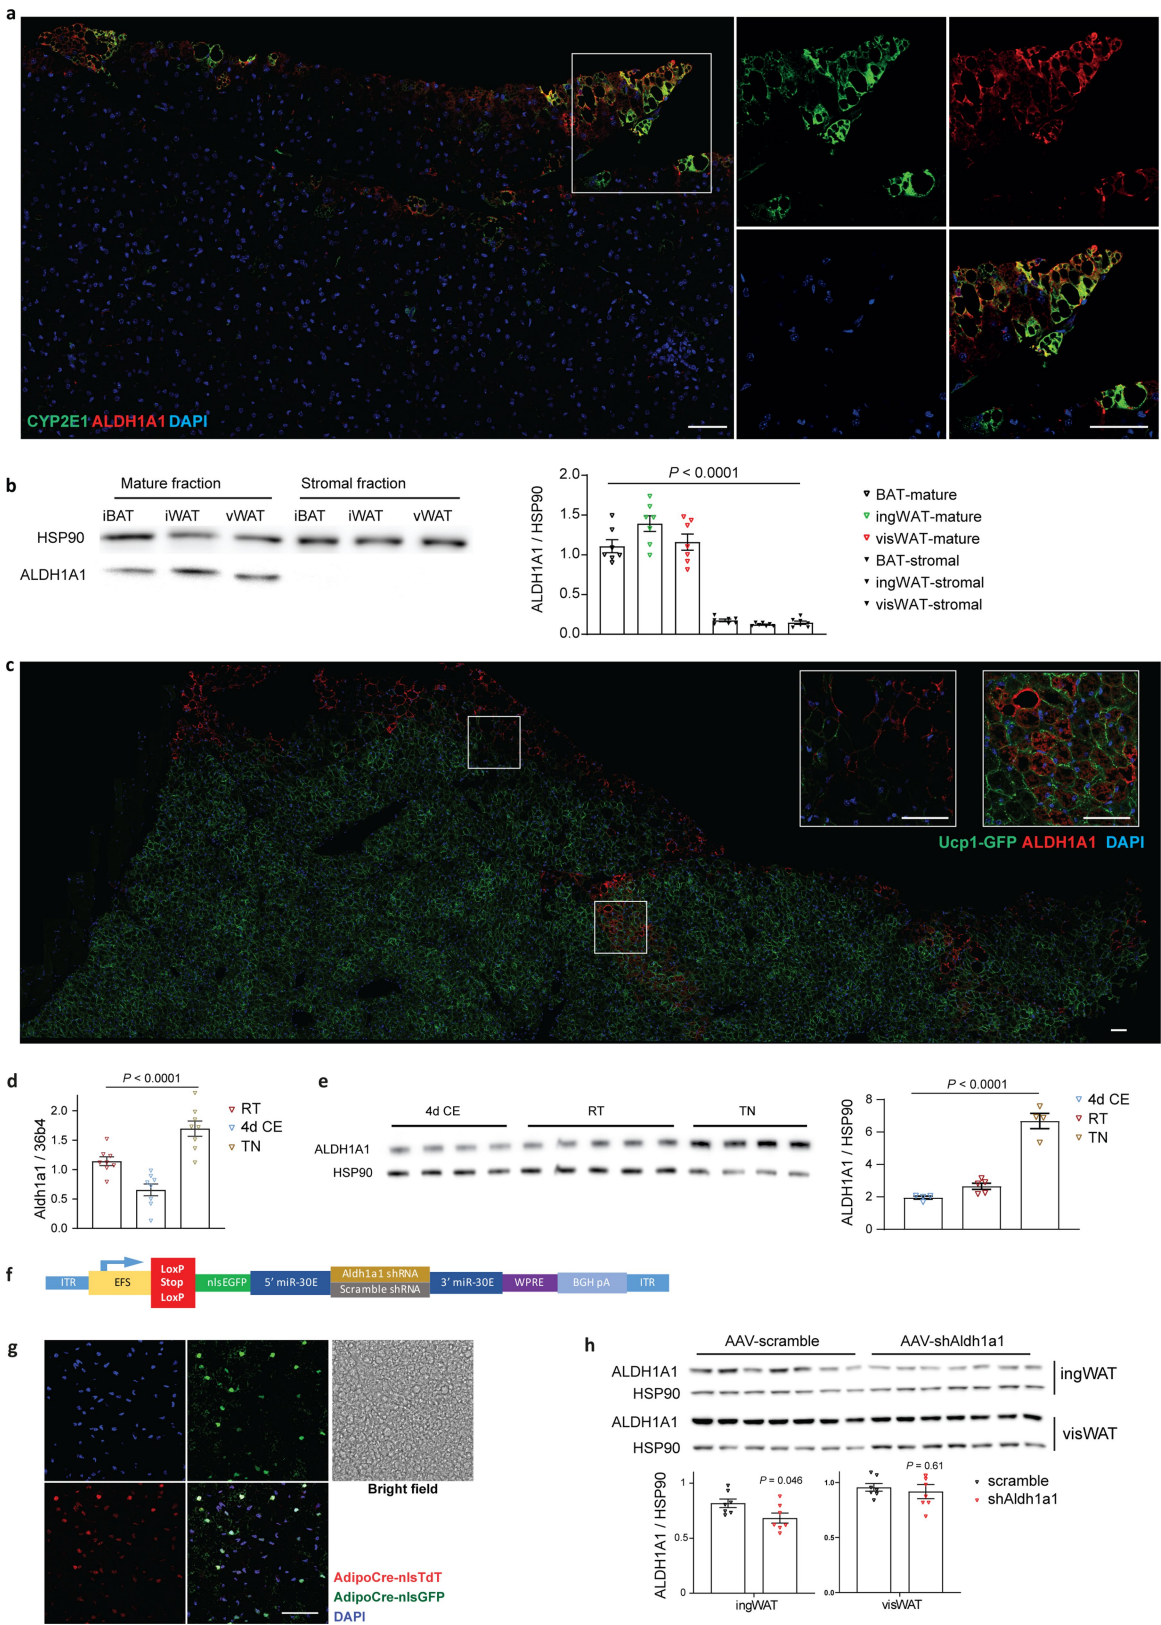 a
CYP2E1 ALDH1A1 DAPI
b
Mature fraction Stromal fraction
iBAT iWAT vWAT iBAT iWAT vWAT
HSP90
ALDH1A1
ALDH1A1 / HSP90
2.0
1.5
1.0
0.5
0.0
P < 0.0001
BAT-mature
ingWAT-mature
visWAT-mature
BAT-stromal
ingWAT-stromal
visWAT-stromal
c
Ucp1-GFP ALDH1A1 DAPI
d
Aldh1a1 / 36b4
2.0
1.5
1.0
0.5
0.0
P < 0.0001
RT
4d CE
TN
e
4d CE RT TN
ALDH1A1
HSP90
ALDH1A1 / HSP90
8
6
4
2
0
P < 0.0001
4d CE
RT
TN
f
ITR EFS LoxP Stop LoxP nlsEGFP 5' miR-30E Aldh1a1 shRNA Scramble shRNA 3' miR-30E WPRE BGH pA ITR
g
Bright field
AdipoCre-nlsTdT
AdipoCre-nlsGFP
DAPI
h
AAV-scramble AAV-shAldh1a1
ALDH1A1
HSP90
ingWAT
ALDH1A1
HSP90
visWAT
ALDH1A1 / HSP90
1
0.5
0
P = 0.046
ingWAT
1.0
0.5
0.0
P = 0.61
visWAT
scramble
shAldh1a1